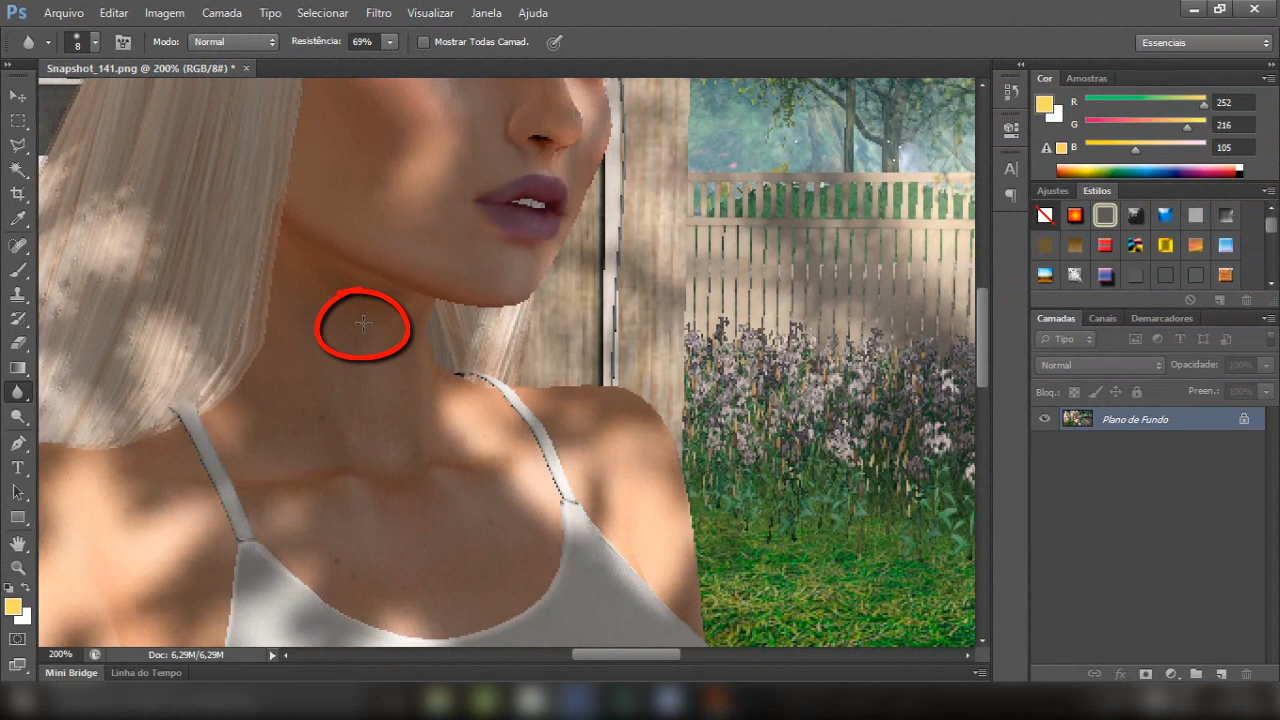 Ps Arquivo Editar Imagem Camada Tipo Selecionar Filtro Visualizar Janela Ajuda
8 Modo: Normal Resistência: 69% Mostrar Todas Camad. Essenciais
Snapshot_141.png @ 200% (RGB/8#) *
Cor Amostras
R 252
G 216
B 105
Ajustes Estilos
Camadas Canais Demarcadores
Tipo
Normal Opacidade: 100%
Bloq.: Preen.: 100%
Plano de Fundo
200% Doc: 6,29M/6,29M
Mini Bridge Linha do Tempo